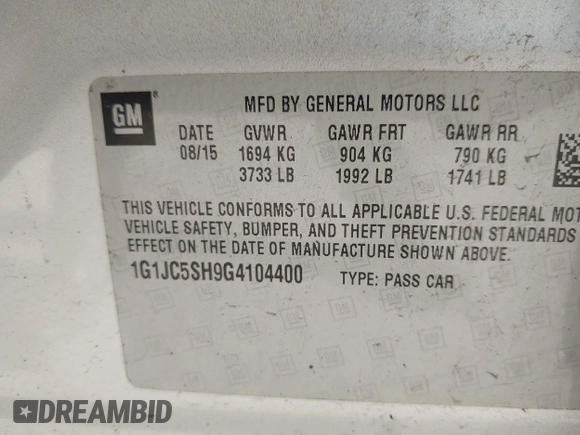 GM ®
MFD BY GENERAL MOTORS LLC
DATE GVWR GAWR FRT GAWR RR
08/15 1694 KG 904 KG 790 KG
3733 LB 1992 LB 1741 LB
THIS VEHICLE CONFORMS TO ALL APPLICABLE U.S. FEDERAL MOT
VEHICLE SAFETY, BUMPER, AND THEFT PREVENTION STANDARDS
EFFECT ON THE DATE OF MANUFACTURE SHOWN ABOVE.
1G1JC5SH9G4104400 TYPE: PASS CAR
DREAMBID